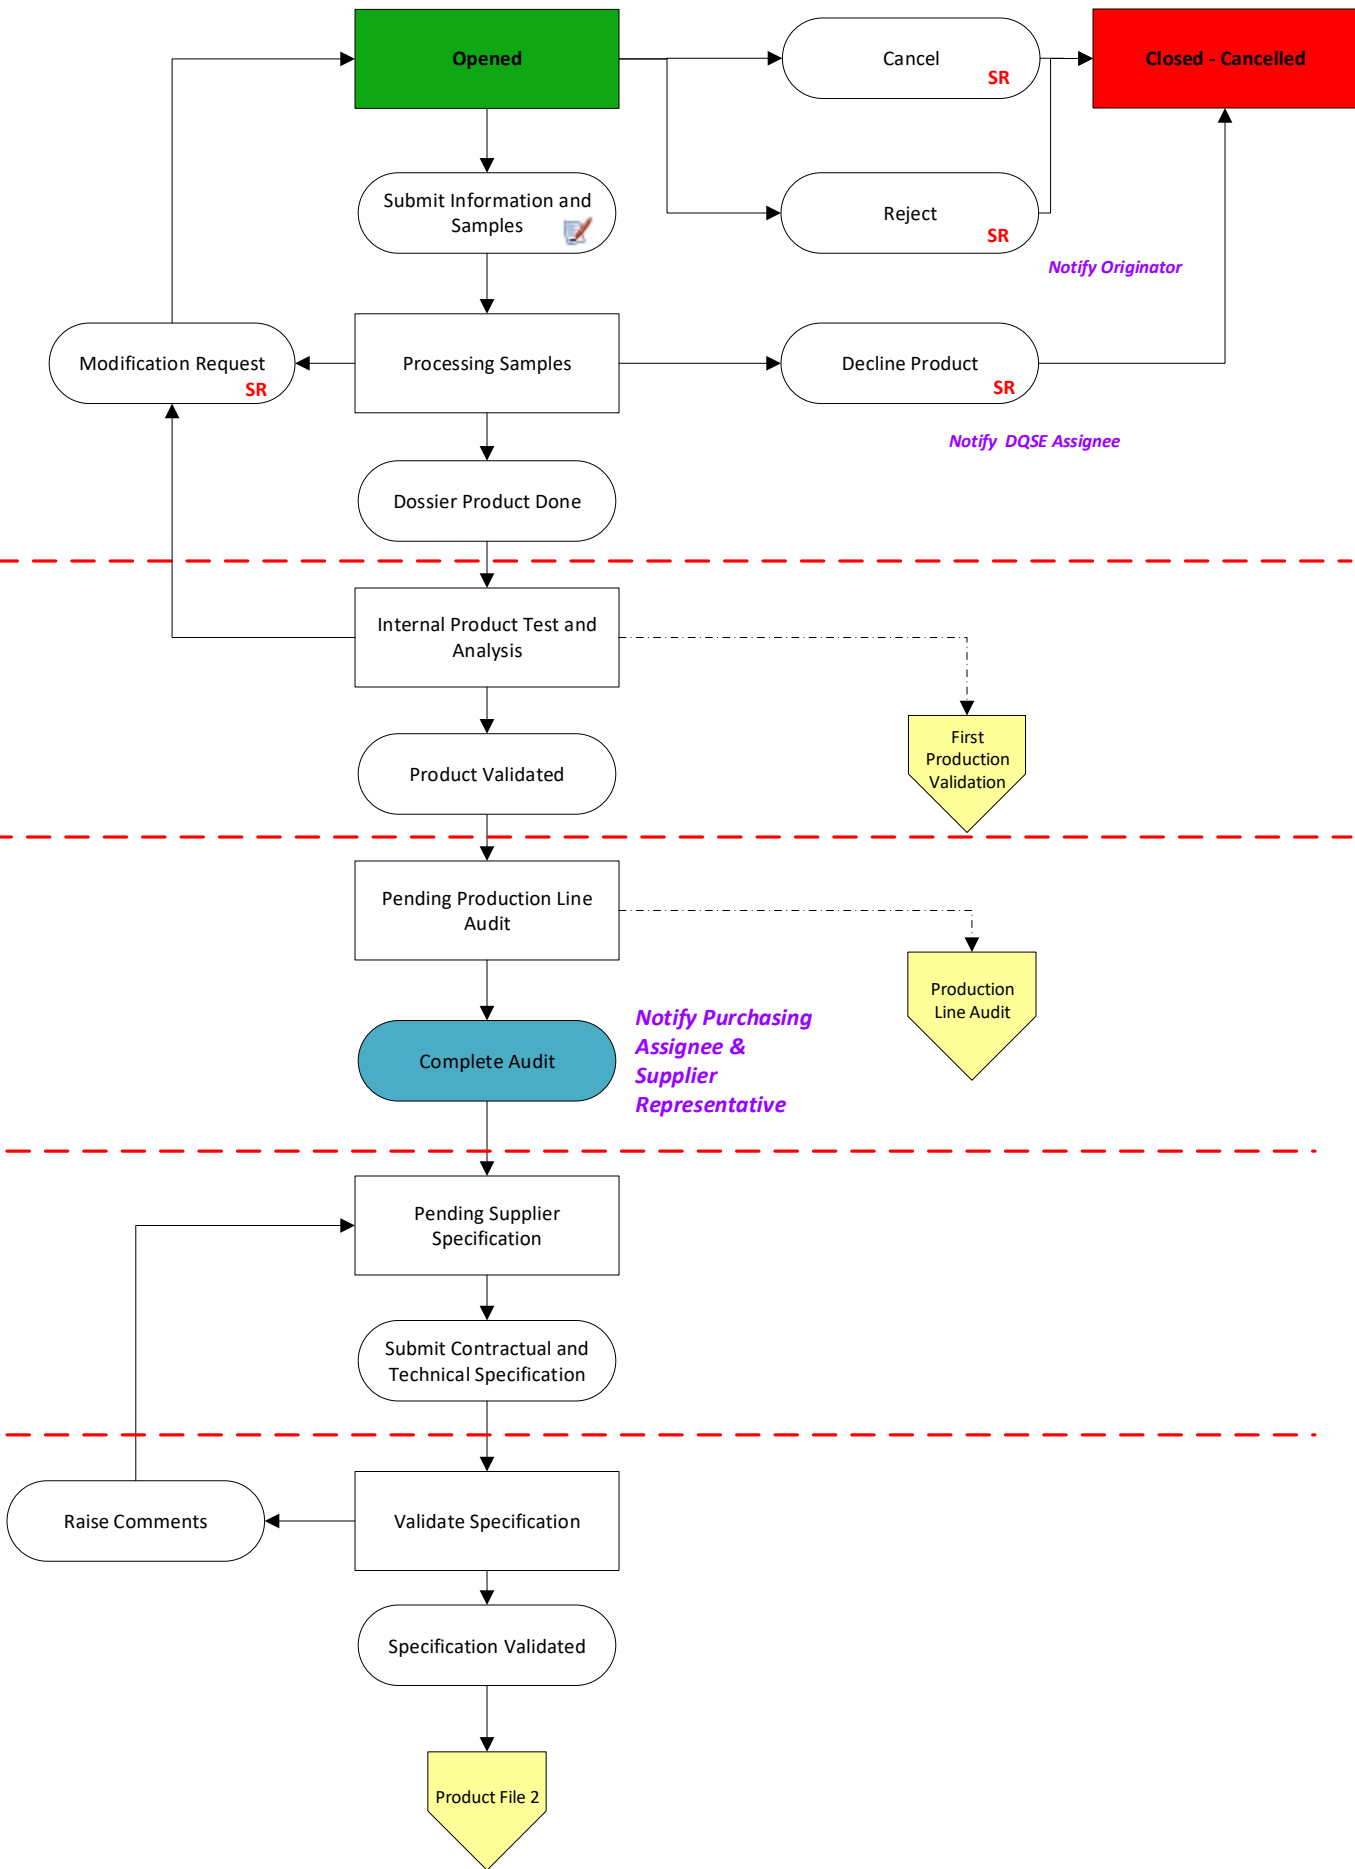 Opened
Cancel
SR
Closed - Cancelled
Submit Information and
Samples
Reject
SR
Notify Originator
Modification Request
SR
Processing Samples
Decline Product
SR
Notify  DQSE Assignee
Dossier Product Done
Internal Product Test and
Analysis
First
Production
Validation
Product Validated
Pending Production Line
Audit
Production
Line Audit
Complete Audit
Notify Purchasing
Assignee &
Supplier
Representative
Pending Supplier
Specification
Submit Contractual and
Technical Specification
Raise Comments
Validate Specification
Specification Validated
Product File 2